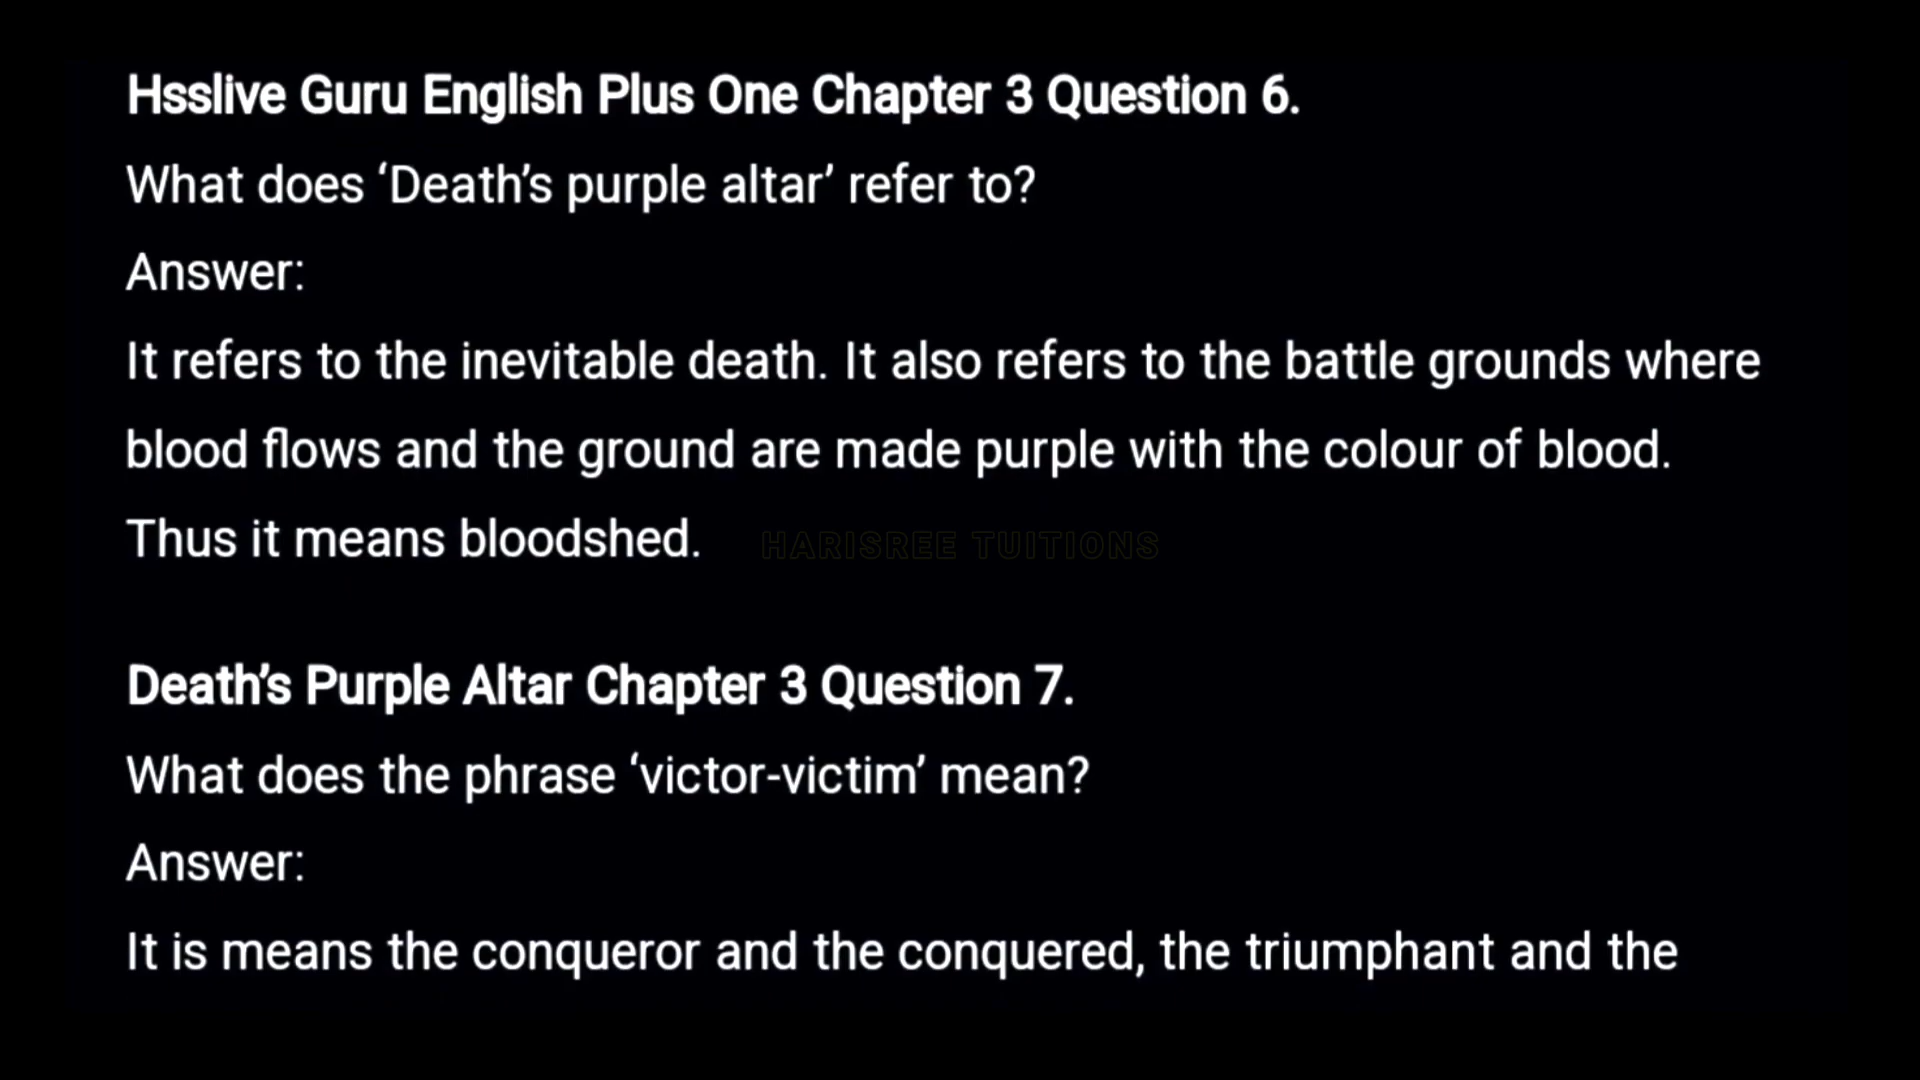 Hsslive Guru English Plus One Chapter 3 Question 6.
What does ‘Death’s purple altar’ refer to?
Answer:
It refers to the inevitable death. It also refers to the battle grounds where
blood flows and the ground are made purple with the colour of blood.
Thus it means bloodshed.
HARISREE TUITIONS
Death’s Purple Altar Chapter 3 Question 7.
What does the phrase ‘victor-victim’ mean?
Answer:
It is means the conqueror and the conquered, the triumphant and the